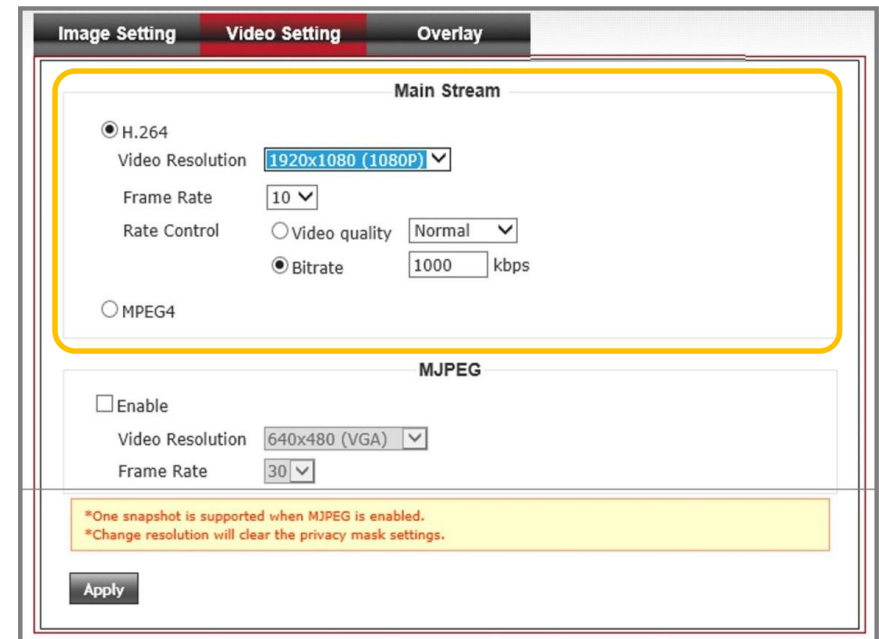 Image Setting Video Setting Overlay
Main Stream
H.264
Video Resolution 1920x1080 (1080P)
Frame Rate 10
Rate Control Video quality Normal
Bitrate 1000 kbps
MPEG4
MJPEG
Enable
Video Resolution 640x480 (VGA)
Frame Rate 30
*One snapshot is supported when MJPEG is enabled.
*Change resolution will clear the privacy mask settings.
Apply